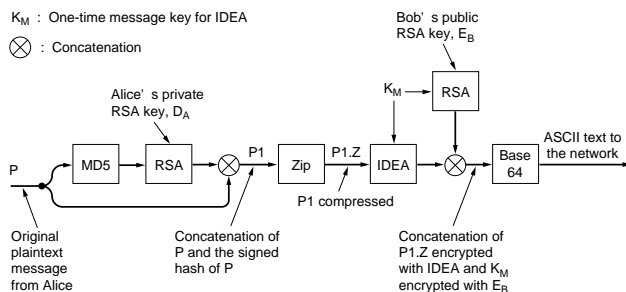 K_M : One-time message key for IDEA
: Concatenation
Bob' s public
RSA key, E_B
Alice' s private
RSA key, D_A
K_M
RSA
P
MD5
RSA
P1
Zip
P1.Z
IDEA
Base
64
ASCII text to
the network
P1 compressed
Original
plaintext
message
from Alice
Concatenation of
P and the signed
hash of P
Concatenation of
P1.Z encrypted
with IDEA and K_M
encrypted with E_B